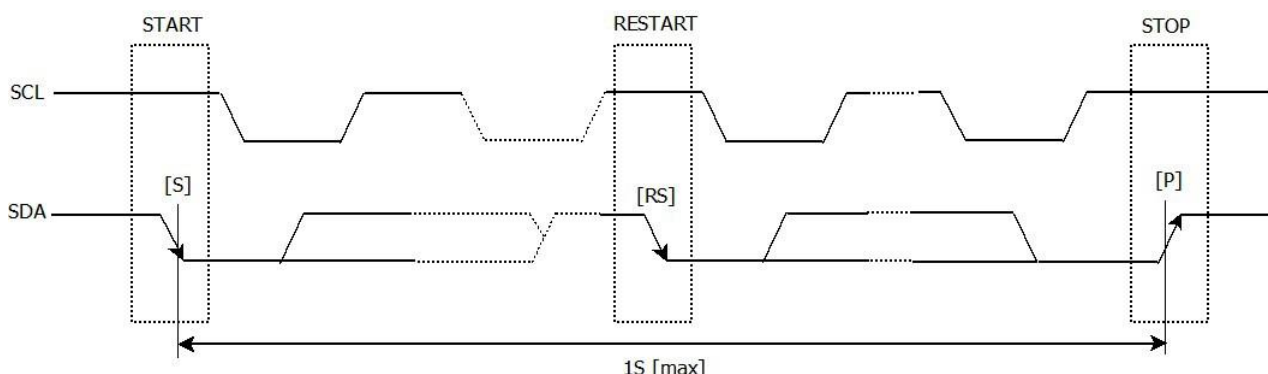 START RESTART STOP
SCL
[S] [RS] [P]
SDA
1S [max]